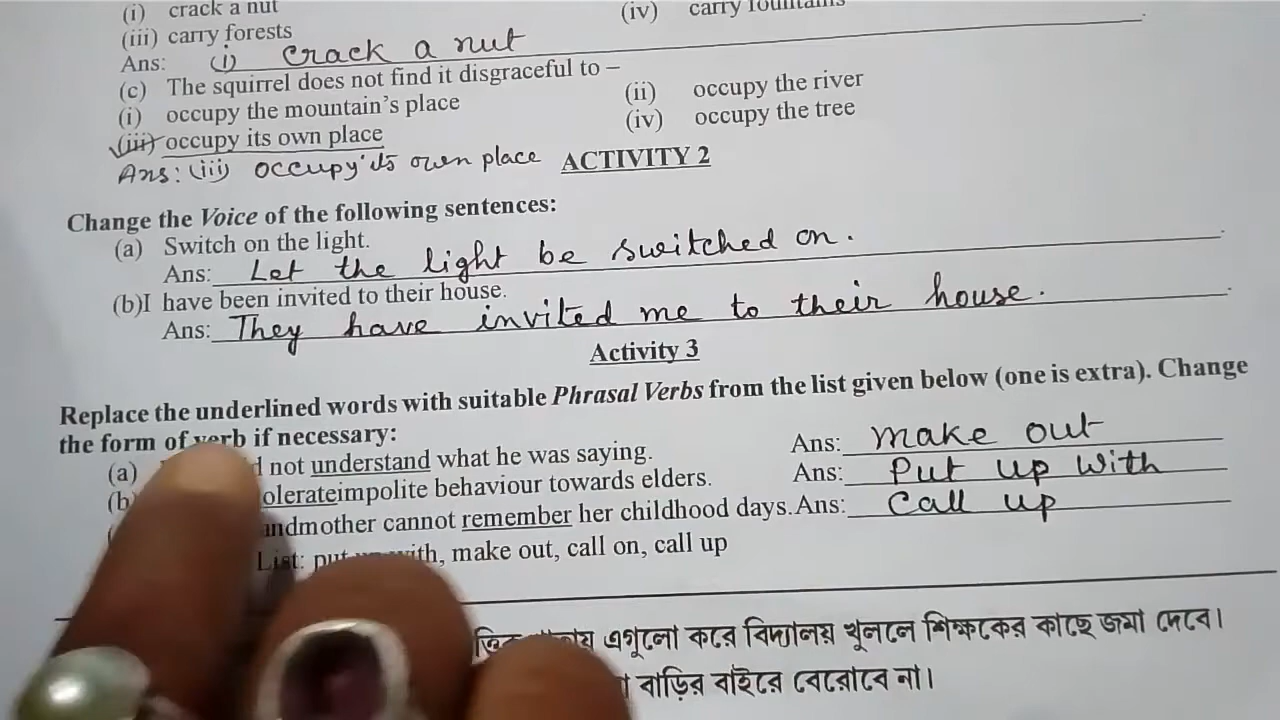 (i) crack a nut
(iv) carry fountains
(iii) carry forests
Ans: (i) crack a nut
(c) The squirrel does not find it disgraceful to –
(i) occupy the mountain's place (ii) occupy the river
(iii) occupy its own place (iv) occupy the tree
Ans: (iii) occupy its own place ACTIVITY 2
Change the Voice of the following sentences:
(a) Switch on the light.
Ans: Let the light be switched on.
(b)I have been invited to their house.
Ans: They have invited me to their house.
Activity 3
Replace the underlined words with suitable Phrasal Verbs from the list given below (one is extra). Change
the form of verb if necessary:
(a) not understand what he was saying. Ans: make out
(b impolite behaviour towards elders. Ans: Put up with
cannot remember her childhood days. Ans: Call up
List: put with, make out, call on, call up
এগুলো করে বিদ্যালয় খুললে শিক্ষকের কাছে জমা দেবে।
বাড়ির বাইরে বেরোবে না।